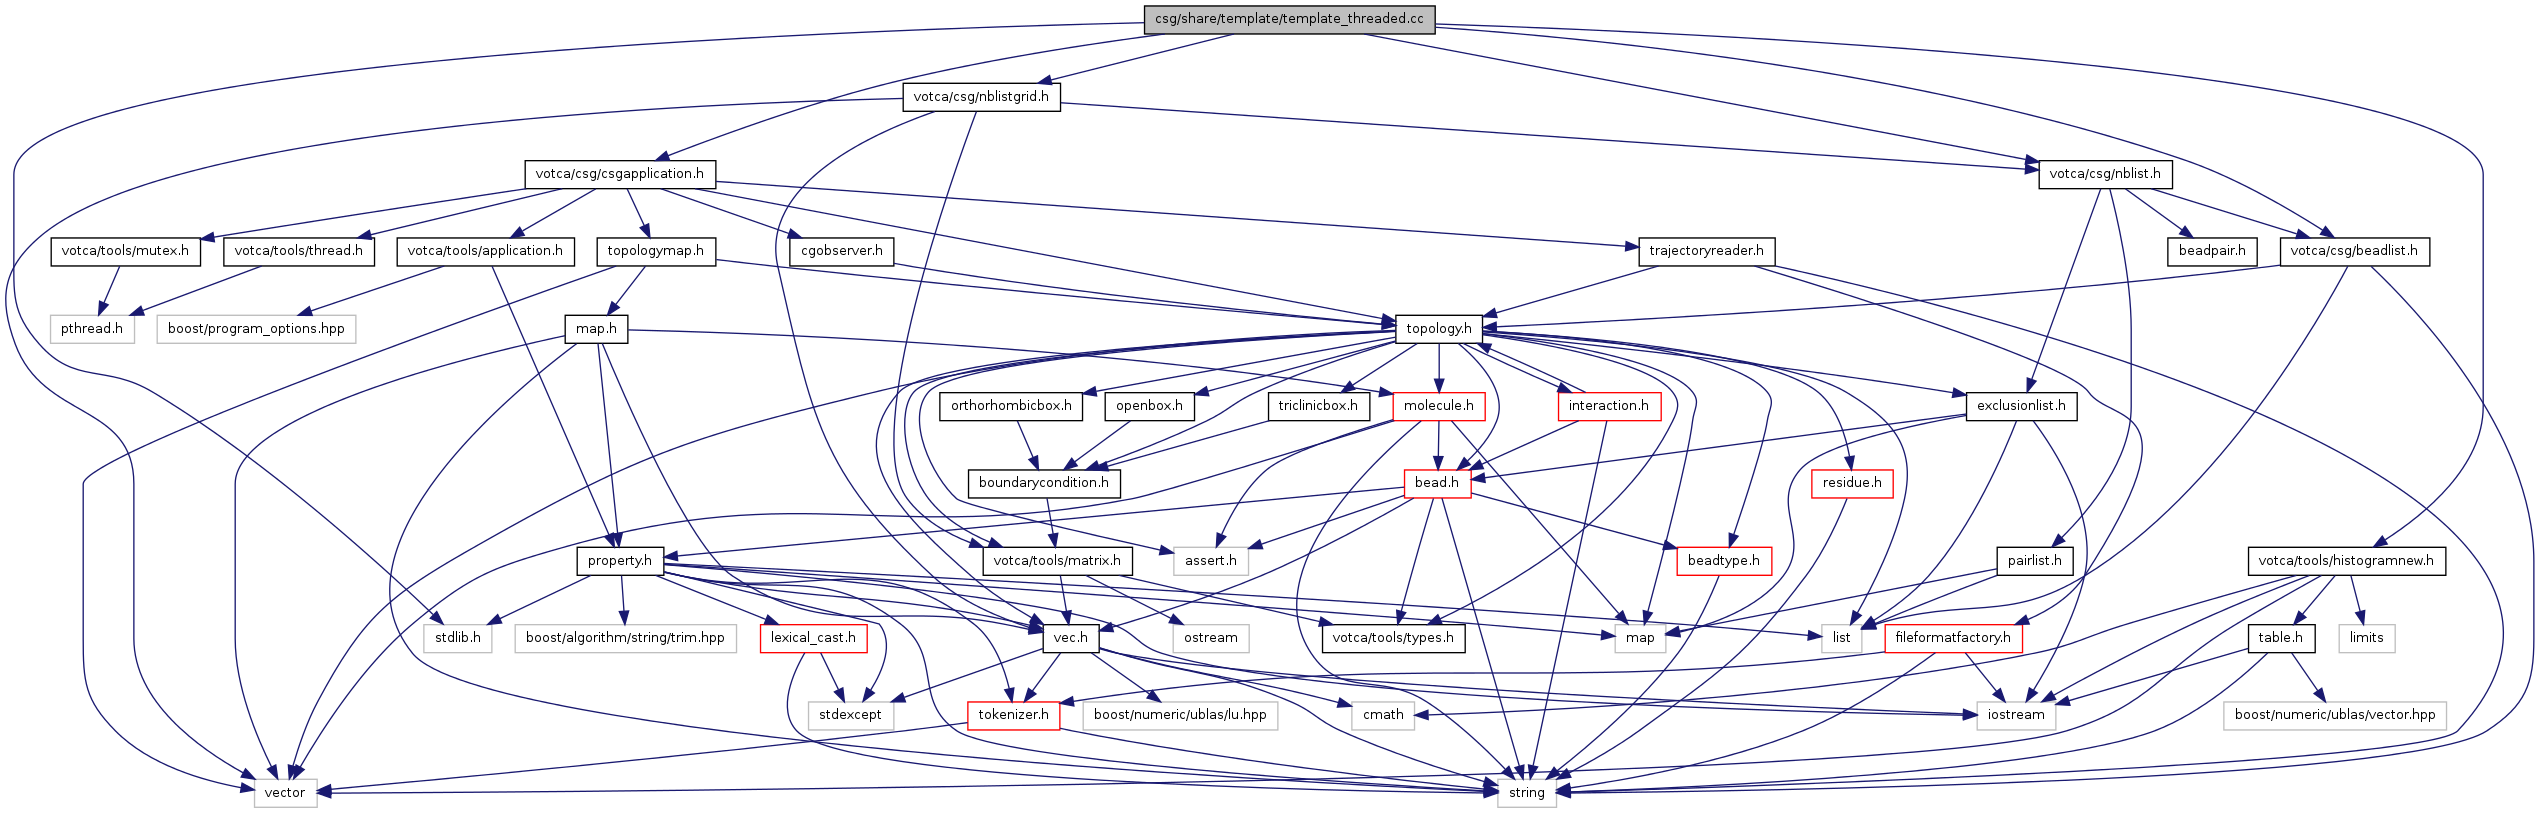 csg/share/template/template_threaded.cc
votca/csg/nblistgrid.h
votca/csg/csgapplication.h
votca/csg/nblist.h
votca/tools/mutex.h
votca/tools/thread.h
votca/tools/application.h
topologymap.h
cgobserver.h
trajectoryreader.h
beadpair.h
votca/csg/beadlist.h
pthread.h
boost/program_options.hpp
map.h
topology.h
orthorhombicbox.h
openbox.h
triclinicbox.h
molecule.h
interaction.h
exclusionlist.h
boundarycondition.h
bead.h
residue.h
property.h
votca/tools/matrix.h
assert.h
beadtype.h
pairlist.h
votca/tools/histogramnew.h
stdlib.h
boost/algorithm/string/trim.hpp
lexical_cast.h
vec.h
ostream
votca/tools/types.h
map
list
fileformatfactory.h
table.h
limits
stdexcept
tokenizer.h
boost/numeric/ublas/lu.hpp
cmath
iostream
boost/numeric/ublas/vector.hpp
vector
string